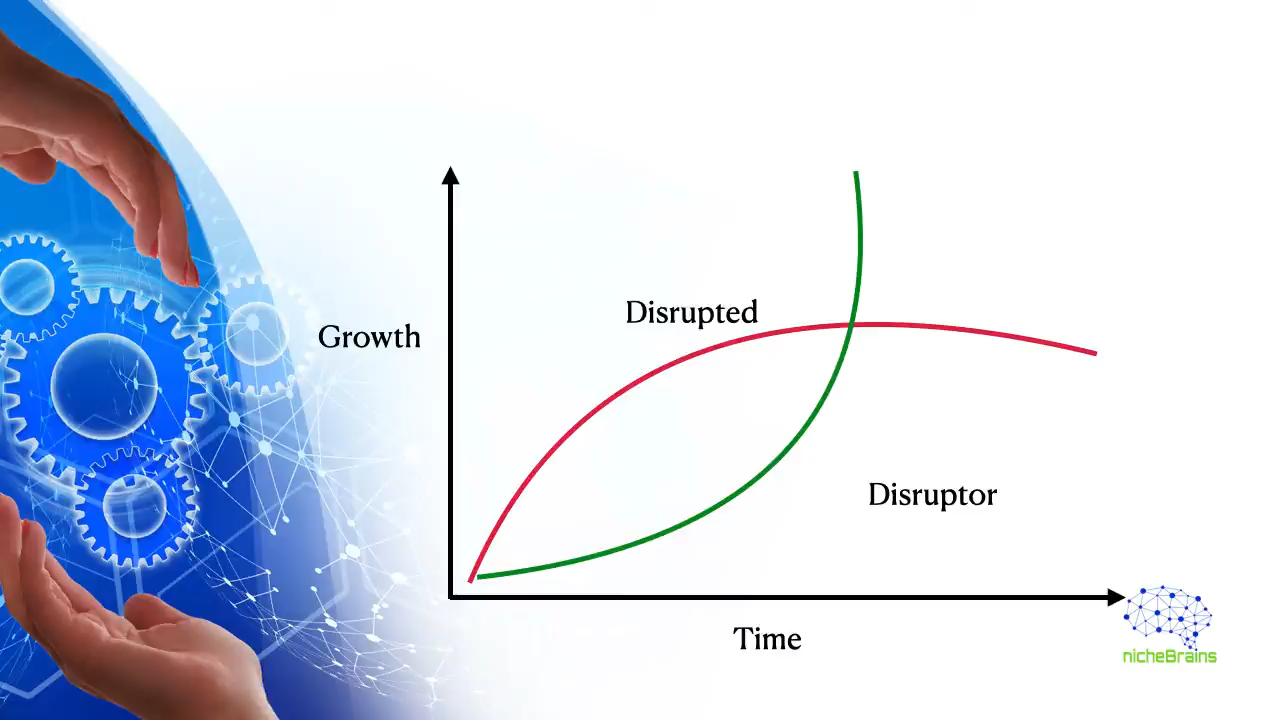 Disrupted
Growth
Disruptor
Time
nicheBrains